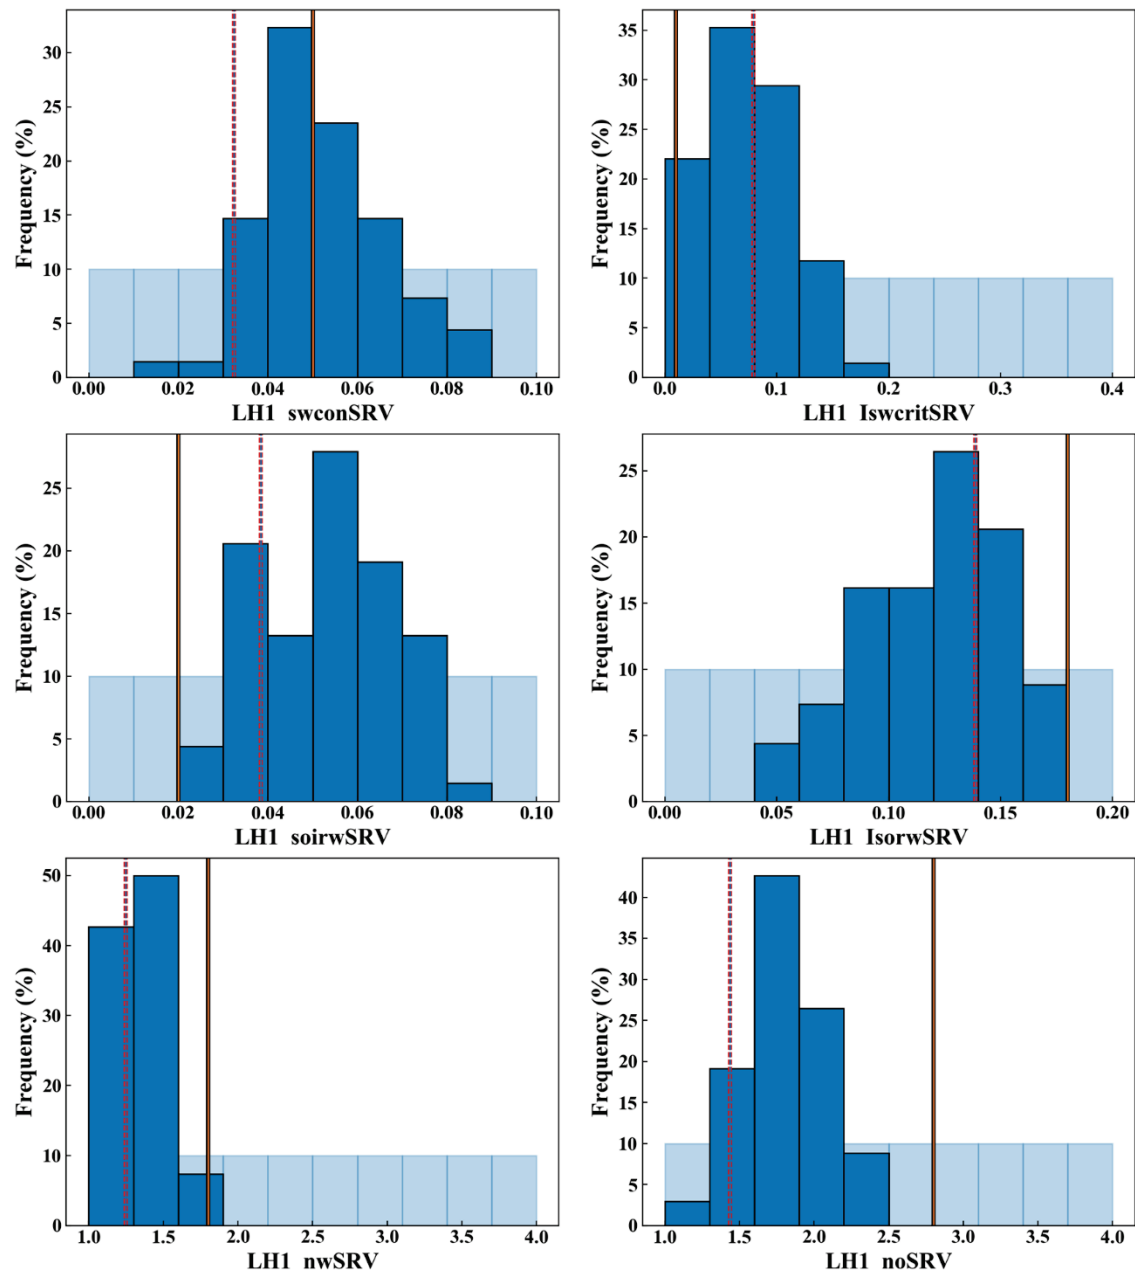 Frequency (%)
30
25
20
15
10
5
0
0.00 0.02 0.04 0.06 0.08 0.10
LH1 swconSRV
Frequency (%)
35
30
25
20
15
10
5
0
0.0 0.1 0.2 0.3 0.4
LH1 IswcritSRV
Frequency (%)
25
20
15
10
5
0
0.00 0.02 0.04 0.06 0.08 0.10
LH1 soirwSRV
Frequency (%)
25
20
15
10
5
0
0.00 0.05 0.10 0.15 0.20
LH1 IsorwSRV
Frequency (%)
50
40
30
20
10
0
1.0 1.5 2.0 2.5 3.0 3.5 4.0
LH1 nwSRV
Frequency (%)
40
35
30
25
20
15
10
5
0
1.0 1.5 2.0 2.5 3.0 3.5 4.0
LH1 noSRV